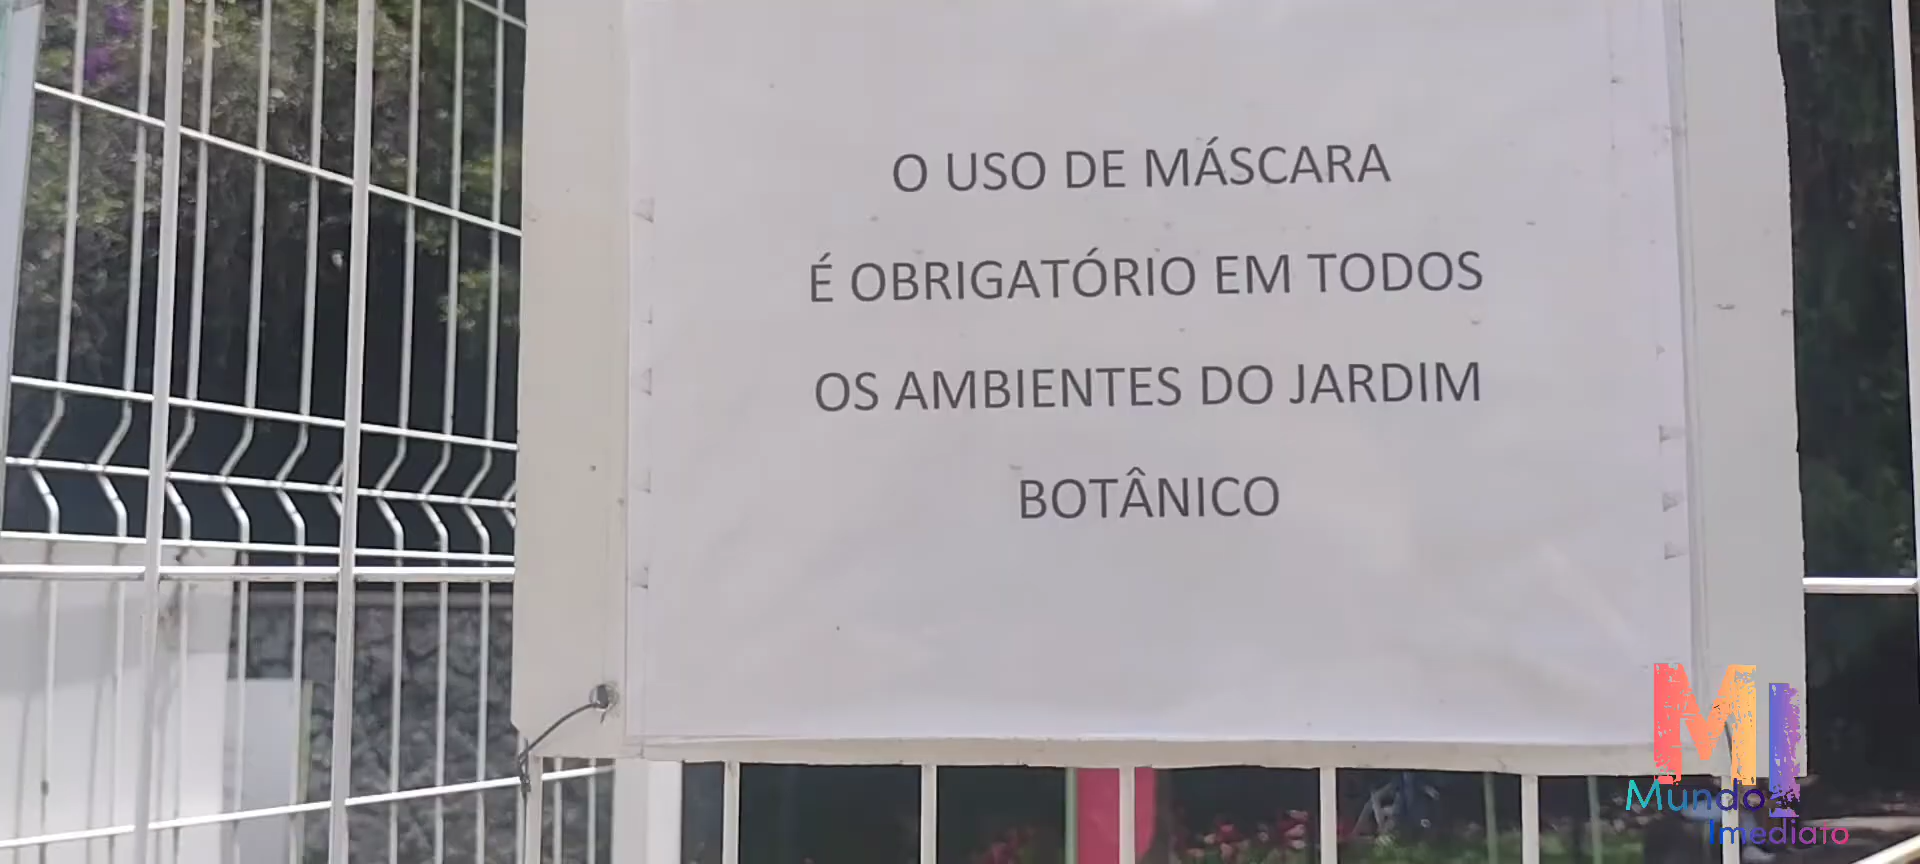 O USO DE MÁSCARA
É OBRIGATÓRIO EM TODOS
OS AMBIENTES DO JARDIM
BOTÂNICO
MI
Mundo
Imediato